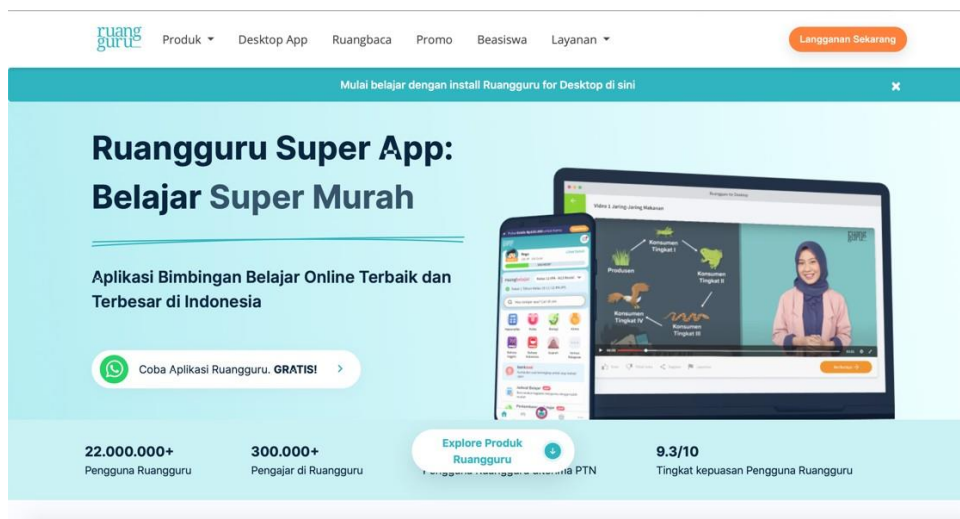 ruang
guru
Produk
Desktop App
Ruangbaca
Promo
Beasiswa
Layanan
Langganan Sekarang
Mulai belajar dengan install Ruangguru for Desktop di sini
Ruangguru Super App:
Belajar Super Murah
Aplikasi Bimbingan Belajar Online Terbaik dan
Terbesar di Indonesia
Coba Aplikasi Ruangguru. GRATIS!
Ruangguru for Desktop
Video 1 Jaring-Jaring Makanan
Konsumen
Tingkat I
Produsen
Konsumen
Tingkat II
Konsumen
Tingkat IV
Konsumen
Tingkat III
22.000.000+
Pengguna Ruangguru
300.000+
Pengajar di Ruangguru
Explore Produk
Ruangguru
PTN
9.3/10
Tingkat kepuasan Pengguna Ruangguru